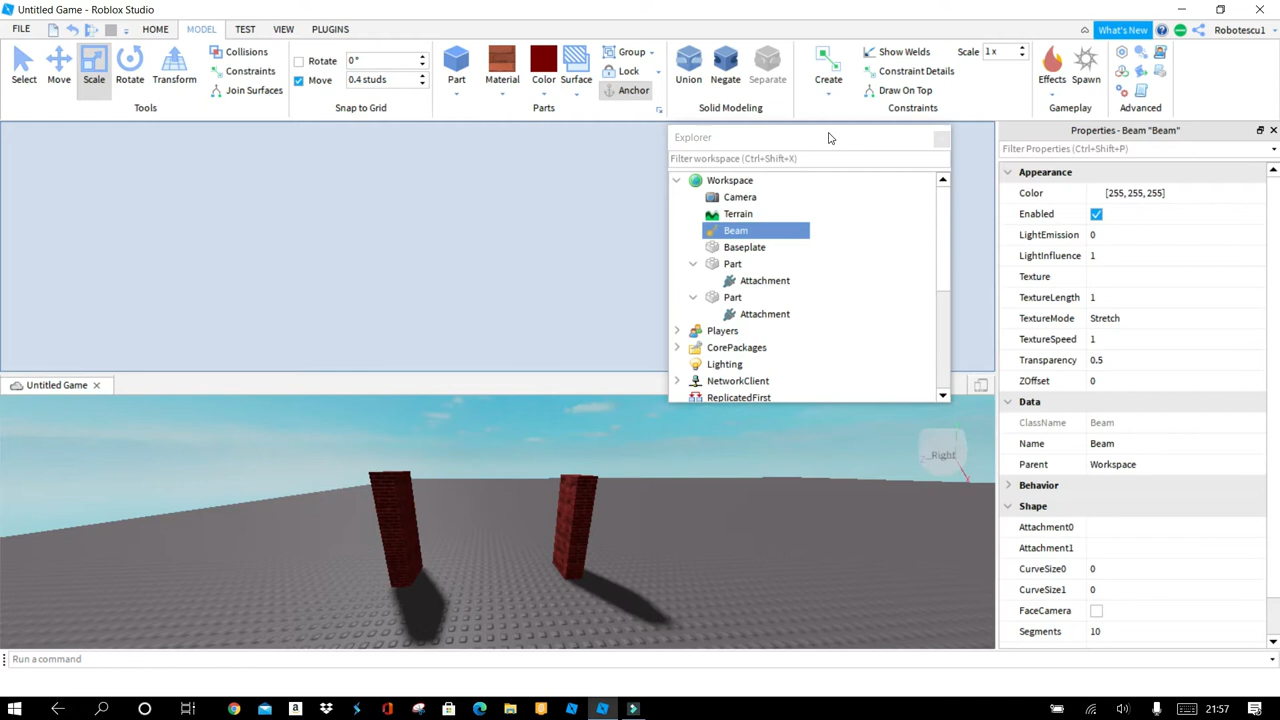 Untitled Game - Roblox Studio
FILE HOME MODEL TEST VIEW PLUGINS What's New Robotescu1
Select Move Scale Rotate Transform
Collisions
Constraints
Join Surfaces
Tools
Rotate 0°
Move 0.4 studs
Snap to Grid
Part Material Color Surface
Group
Lock
Anchor
Parts
Union Negate Separate
Solid Modeling
Create
Show Welds Scale 1 x
Constraint Details
Draw On Top
Constraints
Effects Spawn
Gameplay
Advanced
Explorer
Filter workspace (Ctrl+Shift+X)
Workspace
Camera
Terrain
Beam
Baseplate
Part
Attachment
Part
Attachment
Players
CorePackages
Lighting
NetworkClient
ReplicatedFirst
Properties - Beam "Beam"
Filter Properties (Ctrl+Shift+P)
Appearance
Color [255, 255, 255]
Enabled
LightEmission 0
LightInfluence 1
Texture
TextureLength 1
TextureMode Stretch
TextureSpeed 1
Transparency 0.5
ZOffset 0
Data
ClassName Beam
Name Beam
Parent Workspace
Behavior
Shape
Attachment0
Attachment1
CurveSize0 0
CurveSize1 0
FaceCamera
Segments 10
Untitled Game
Right
Run a command
21:57